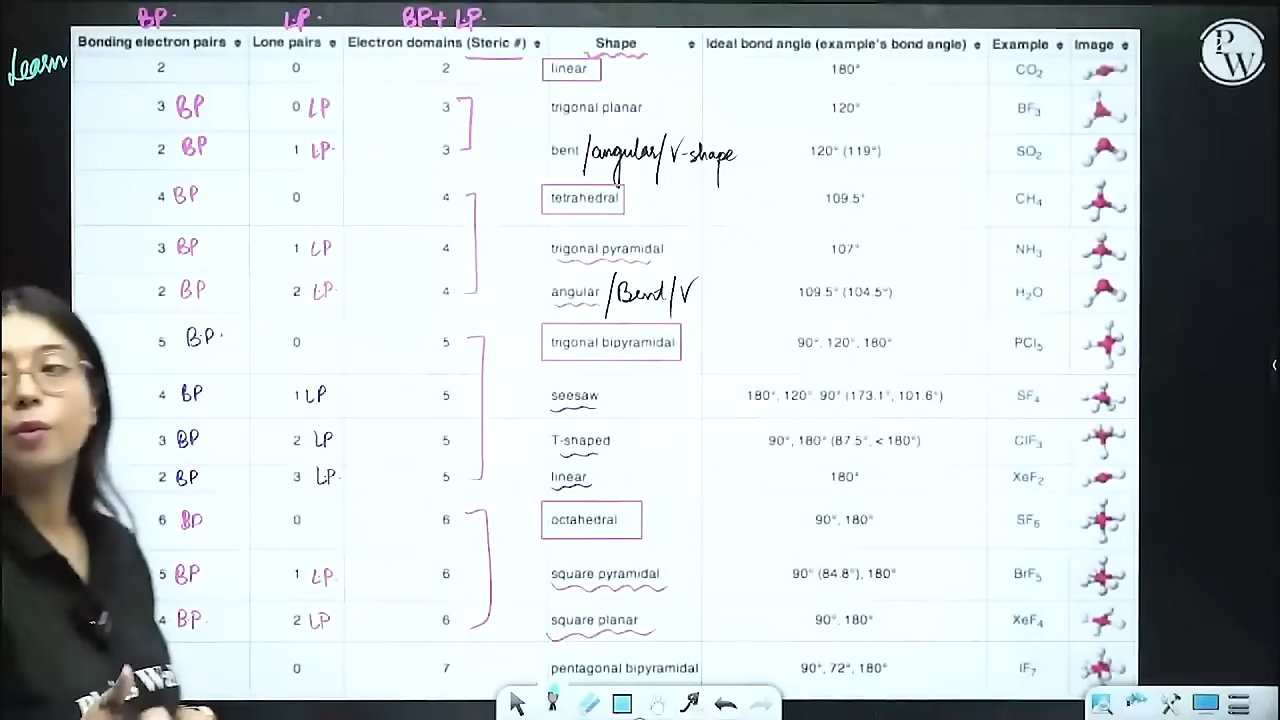 BP. LP. BP+ LP.
Learn
Bonding electron pairs Lone pairs Electron domains (Steric #) Shape Ideal bond angle (example's bond angle) Example Image
2 0 2 linear 180° CO₂
3 BP 0 LP 3 trigonal planar 120° BF₃
2 BP 1 LP. 3 bent /angular/V-shape 120° (119°) SO₂
4 BP 0 4 tetrahedral 109.5° CH₄
3 BP 1 LP 4 trigonal pyramidal 107° NH₃
2 BP 2 LP. 4 angular /Bend/V 109.5° (104.5°) H₂O
5 B.P. 0 5 trigonal bipyramidal 90°, 120°, 180° PCl₅
4 BP 1 LP 5 seesaw 180°, 120°, 90° (173.1°, 101.6°) SF₄
3 BP 2 LP 5 T-shaped 90°, 180° (87.5°, < 180°) ClF₃
2 BP 3 LP. 5 linear 180° XeF₂
6 BP 0 6 octahedral 90°, 180° SF₆
5 BP 1 LP. 6 square pyramidal 90° (84.8°), 180° BrF₅
4 BP. 2 LP 6 square planar 90°, 180° XeF₄
0 7 pentagonal bipyramidal 90°, 72°, 180° IF₇
P
W